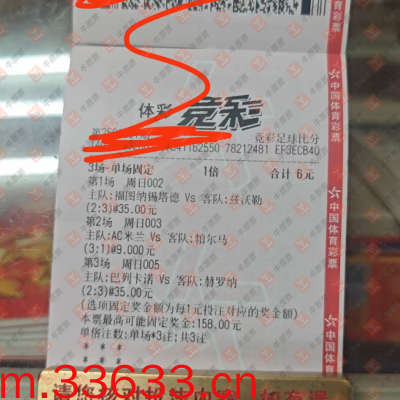 体彩 竞彩
竞彩足球比分
78212481 EF3ECB4Q
3场-单场固定 1倍 合计 6元
第1场 周日002
主队:福图纳锡塔德 Vs 客队:兹沃勒
(2:3)@35.00元
第2场 周日003
主队:AC米兰 Vs 客队:帕尔马
(3:1)@9.000元
第3场 周日005
主队:巴列卡诺 Vs 客队:赫罗纳
(2:3)@35.00元
(选项固定奖金额为每1元投注对应的奖金额)
本票最高可能固定奖金:158.00元
单倍注数:单场*3注;共3注
中国体育彩票
中国体育彩票
中国体育彩票
m.33633.cn